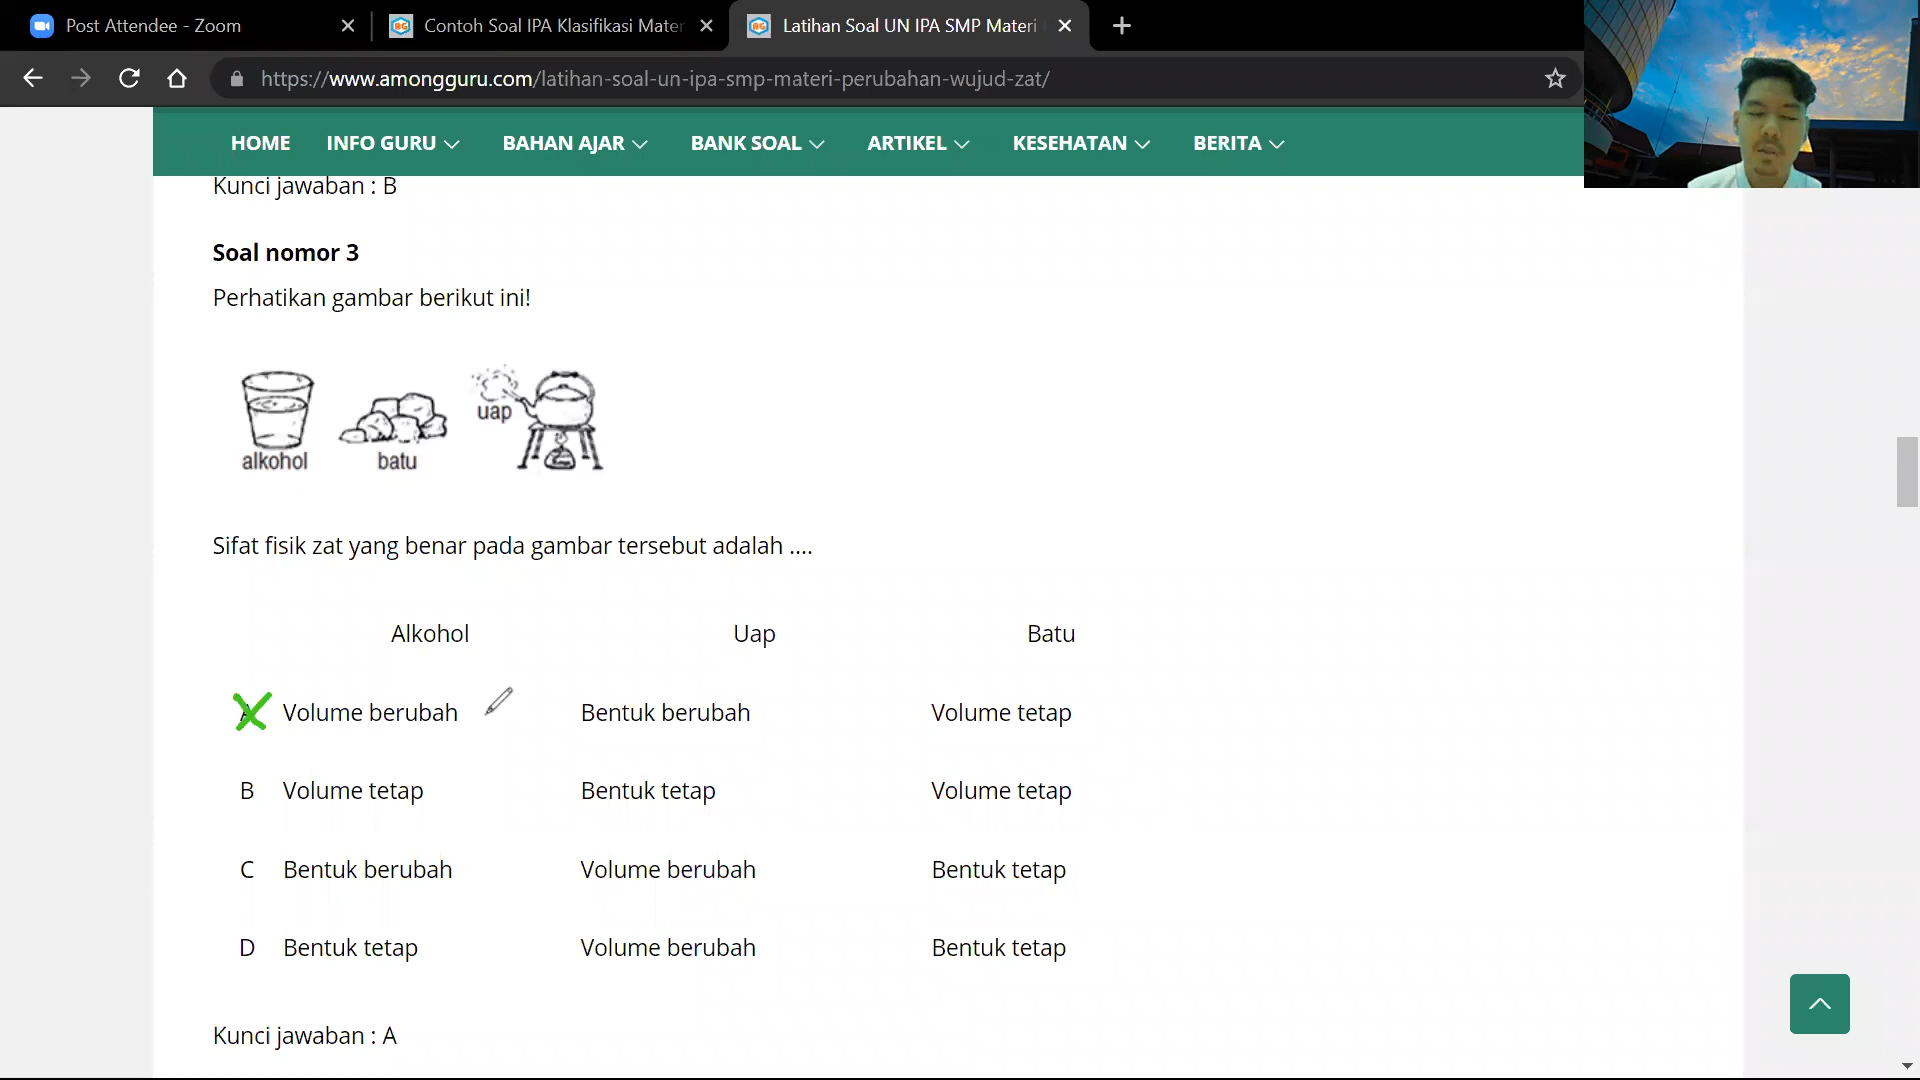 Post Attendee - Zoom
Contoh Soal IPA Klasifikasi Mater
Latihan Soal UN IPA SMP Materi
https://www.amongguru.com/latihan-soal-un-ipa-smp-materi-perubahan-wujud-zat/
HOME INFO GURU BAHAN AJAR BANK SOAL ARTIKEL KESEHATAN BERITA
Kunci jawaban : B
Soal nomor 3
Perhatikan gambar berikut ini!
uap
alkohol batu
Sifat fisik zat yang benar pada gambar tersebut adalah ....
Alkohol Uap Batu
A Volume berubah Bentuk berubah Volume tetap
B Volume tetap Bentuk tetap Volume tetap
C Bentuk berubah Volume berubah Bentuk tetap
D Bentuk tetap Volume berubah Bentuk tetap
Kunci jawaban : A